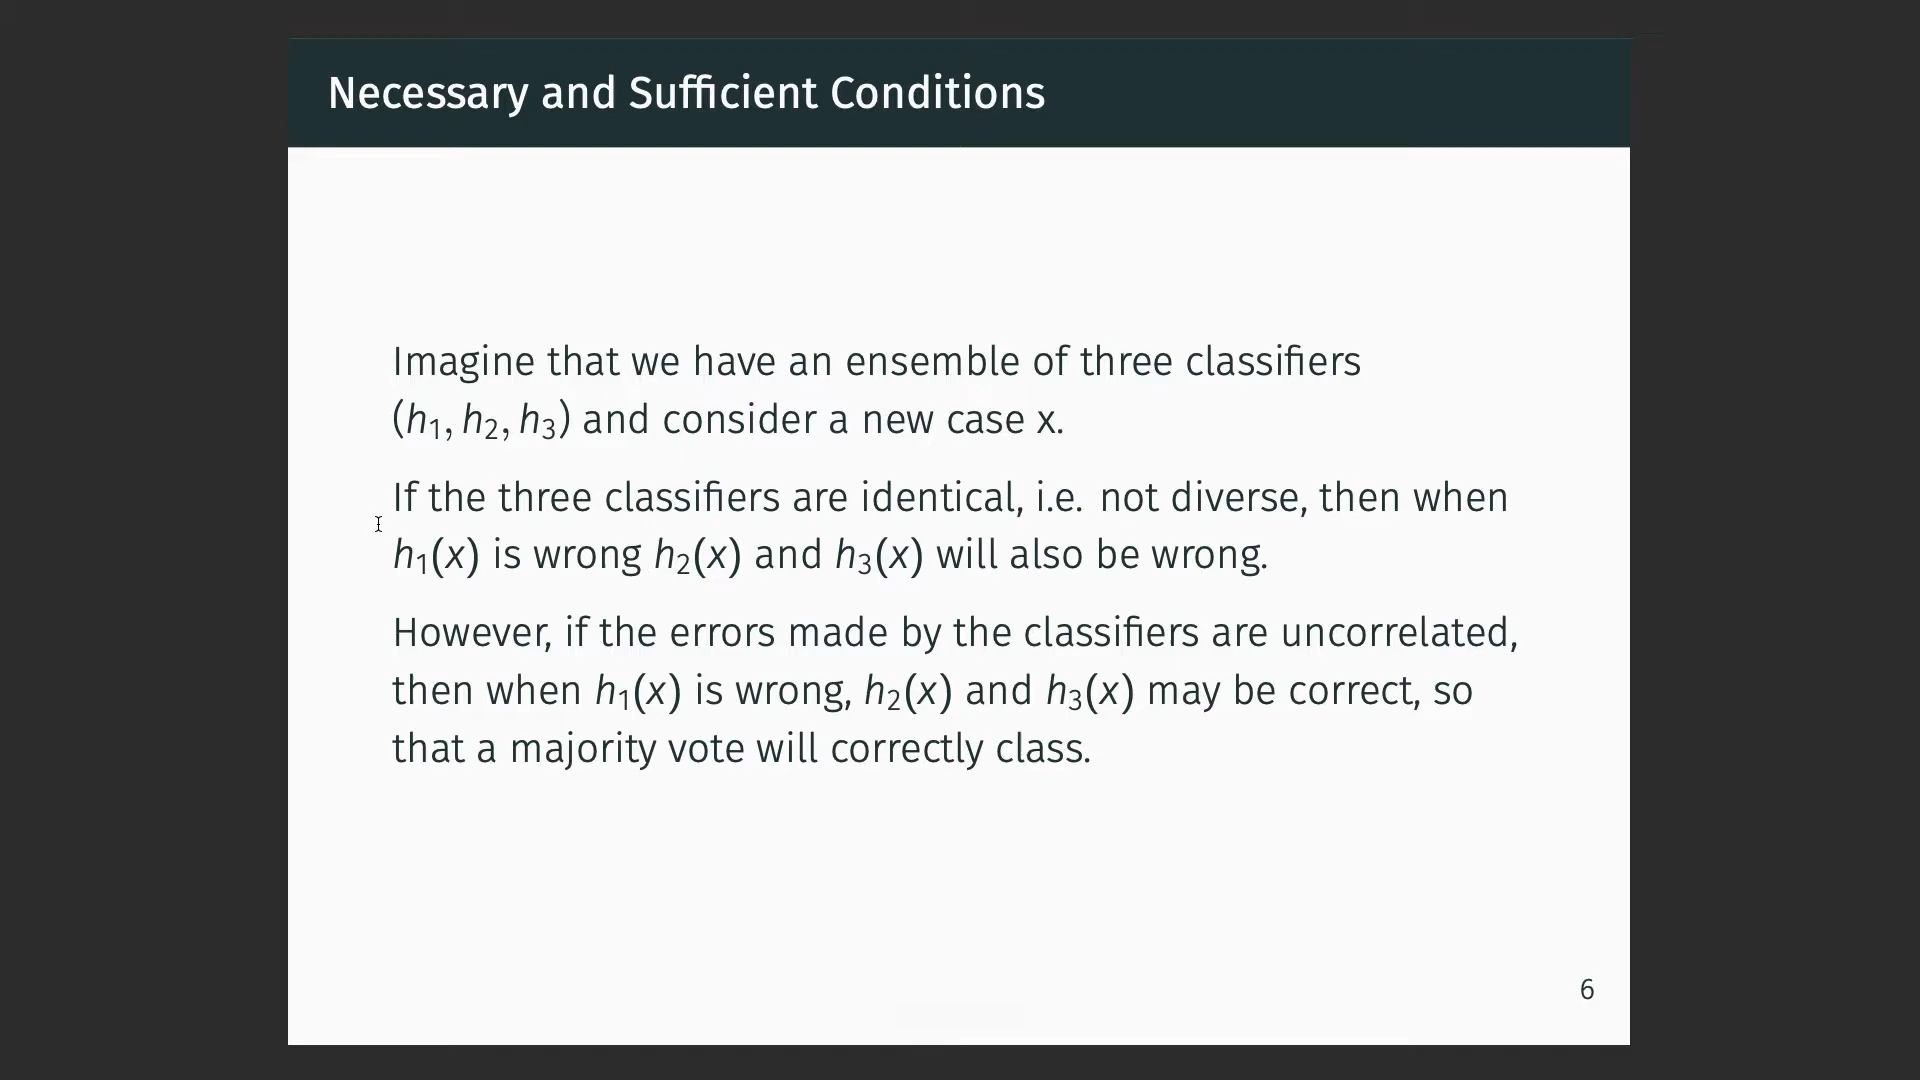 Necessary and Sufficient Conditions
Imagine that we have an ensemble of three classifiers
(h₁, h₂, h₃) and consider a new case x.
If the three classifiers are identical, i.e. not diverse, then when
h₁(x) is wrong h₂(x) and h₃(x) will also be wrong.
However, if the errors made by the classifiers are uncorrelated,
then when h₁(x) is wrong, h₂(x) and h₃(x) may be correct, so
that a majority vote will correctly class.
6